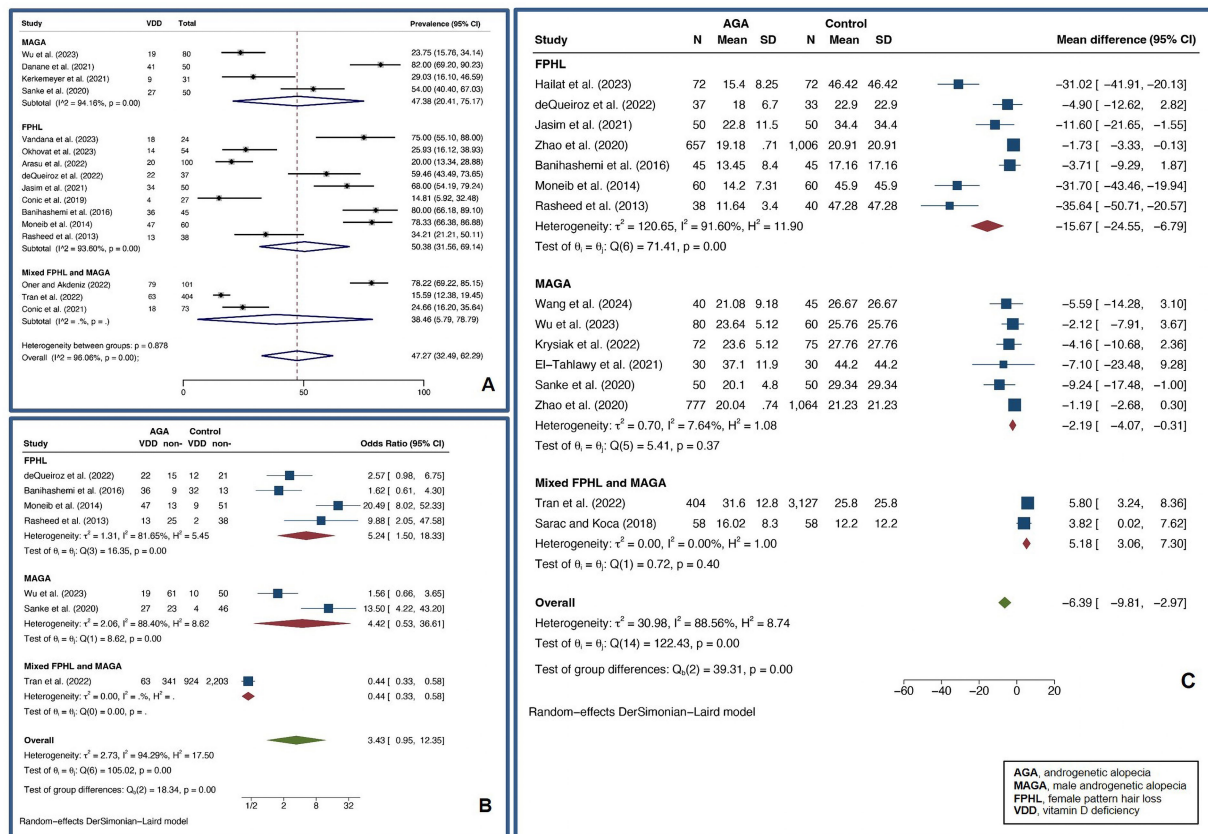 Study VDD Total Prevalence (95% CI)
MAGA
Wu et al. (2023) 19 80 23.75 (15.76, 34.14)
Danane et al. (2021) 41 50 82.00 (69.20, 90.23)
Kerkemeyer et al. (2021) 9 31 29.03 (16.10, 46.59)
Sanke et al. (2020) 27 50 54.00 (40.40, 67.03)
Subtotal (I^2 = 94.16%, p = 0.00) 47.38 (20.41, 75.17)
FPHL
Vandana et al. (2023) 18 24 75.00 (55.10, 88.00)
Okhovat et al. (2023) 14 54 25.93 (16.12, 38.93)
Arasu et al. (2022) 20 100 20.00 (13.34, 28.88)
deQueiroz et al. (2022) 22 37 59.46 (43.49, 73.65)
Jasim et al. (2021) 34 50 68.00 (54.19, 79.24)
Conic et al. (2019) 4 27 14.81 (5.92, 32.48)
Banihashemi et al. (2016) 36 45 80.00 (66.18, 89.10)
Moneib et al. (2014) 47 60 78.33 (66.38, 86.88)
Rasheed et al. (2013) 13 38 34.21 (21.21, 50.11)
Subtotal (I^2 = 93.60%, p = 0.00) 50.38 (31.56, 69.14)
Mixed FPHL and MAGA
Oner and Akdeniz (2022) 79 101 78.22 (69.22, 85.15)
Tran et al. (2022) 63 404 15.59 (12.38, 19.45)
Conic et al. (2021) 18 73 24.66 (16.20, 35.64)
Subtotal (I^2 = .%, p = .) 38.46 (5.79, 78.79)
Heterogeneity between groups: p = 0.878
Overall (I^2 = 96.06%, p = 0.00); 47.27 (32.49, 62.29)
0 50 100
A
AGA Control
Study VDD non- VDD non- Odds Ratio (95% CI)
FPHL
deQueiroz et al. (2022) 22 15 12 21 2.57 [ 0.98, 6.75]
Banihashemi et al. (2016) 36 9 32 13 1.62 [ 0.61, 4.30]
Moneib et al. (2014) 47 13 9 51 20.49 [ 8.02, 52.33]
Rasheed et al. (2013) 13 25 2 38 9.88 [ 2.05, 47.58]
Heterogeneity: τ² = 1.31, I² = 81.65%, H² = 5.45 5.24 [ 1.50, 18.33]
Test of θᵢ = θⱼ: Q(3) = 16.35, p = 0.00
MAGA
Wu et al. (2023) 19 61 10 50 1.56 [ 0.66, 3.65]
Sanke et al. (2020) 27 23 4 46 13.50 [ 4.22, 43.20]
Heterogeneity: τ² = 2.06, I² = 88.40%, H² = 8.62 4.42 [ 0.53, 36.61]
Test of θᵢ = θⱼ: Q(1) = 8.62, p = 0.00
Mixed FPHL and MAGA
Tran et al. (2022) 63 341 924 2,203 0.44 [ 0.33, 0.58]
Heterogeneity: τ² = 0.00, I² = .%, H² = . 0.44 [ 0.33, 0.58]
Test of θᵢ = θⱼ: Q(0) = 0.00, p = .
Overall 3.43 [ 0.95, 12.35]
Heterogeneity: τ² = 2.73, I² = 94.29%, H² = 17.50
Test of θᵢ = θⱼ: Q(6) = 105.02, p = 0.00
Test of group differences: Q_b(2) = 18.34, p = 0.00
1/2 2 8 32
Random−effects DerSimonian−Laird model
B
AGA Control
Study N Mean SD N Mean SD Mean difference (95% CI)
FPHL
Hailat et al. (2023) 72 15.4 8.25 72 46.42 46.42 −31.02 [ −41.91, −20.13]
deQueiroz et al. (2022) 37 18 6.7 33 22.9 22.9 −4.90 [ −12.62, 2.82]
Jasim et al. (2021) 50 22.8 11.5 50 34.4 34.4 −11.60 [ −21.65, −1.55]
Zhao et al. (2020) 657 19.18 .71 1,006 20.91 20.91 −1.73 [ −3.33, −0.13]
Banihashemi et al. (2016) 45 13.45 8.4 45 17.16 17.16 −3.71 [ −9.29, 1.87]
Moneib et al. (2014) 60 14.2 7.31 60 45.9 45.9 −31.70 [ −43.46, −19.94]
Rasheed et al. (2013) 38 11.64 3.4 40 47.28 47.28 −35.64 [ −50.71, −20.57]
Heterogeneity: τ² = 120.65, I² = 91.60%, H² = 11.90 −15.67 [ −24.55, −6.79]
Test of θᵢ = θⱼ: Q(6) = 71.41, p = 0.00
MAGA
Wang et al. (2024) 40 21.08 9.18 45 26.67 26.67 −5.59 [ −14.28, 3.10]
Wu et al. (2023) 80 23.64 5.12 60 25.76 25.76 −2.12 [ −7.91, 3.67]
Krysiak et al. (2022) 72 23.6 5.12 75 27.76 27.76 −4.16 [ −10.68, 2.36]
El−Tahlawy et al. (2021) 30 37.1 11.9 30 44.2 44.2 −7.10 [ −23.48, 9.28]
Sanke et al. (2020) 50 20.1 4.8 50 29.34 29.34 −9.24 [ −17.48, −1.00]
Zhao et al. (2020) 777 20.04 .74 1,064 21.23 21.23 −1.19 [ −2.68, 0.30]
Heterogeneity: τ² = 0.70, I² = 7.64%, H² = 1.08 −2.19 [ −4.07, −0.31]
Test of θᵢ = θⱼ: Q(5) = 5.41, p = 0.37
Mixed FPHL and MAGA
Tran et al. (2022) 404 31.6 12.8 3,127 25.8 25.8 5.80 [ 3.24, 8.36]
Sarac and Koca (2018) 58 16.02 8.3 58 12.2 12.2 3.82 [ 0.02, 7.62]
Heterogeneity: τ² = 0.00, I² = 0.00%, H² = 1.00 5.18 [ 3.06, 7.30]
Test of θᵢ = θⱼ: Q(1) = 0.72, p = 0.40
Overall −6.39 [ −9.81, −2.97]
Heterogeneity: τ² = 30.98, I² = 88.56%, H² = 8.74
Test of θᵢ = θⱼ: Q(14) = 122.43, p = 0.00
Test of group differences: Q_b(2) = 39.31, p = 0.00
−60 −40 −20 0 20
Random−effects DerSimonian−Laird model
C
AGA, androgenetic alopecia
MAGA, male androgenetic alopecia
FPHL, female pattern hair loss
VDD, vitamin D deficiency